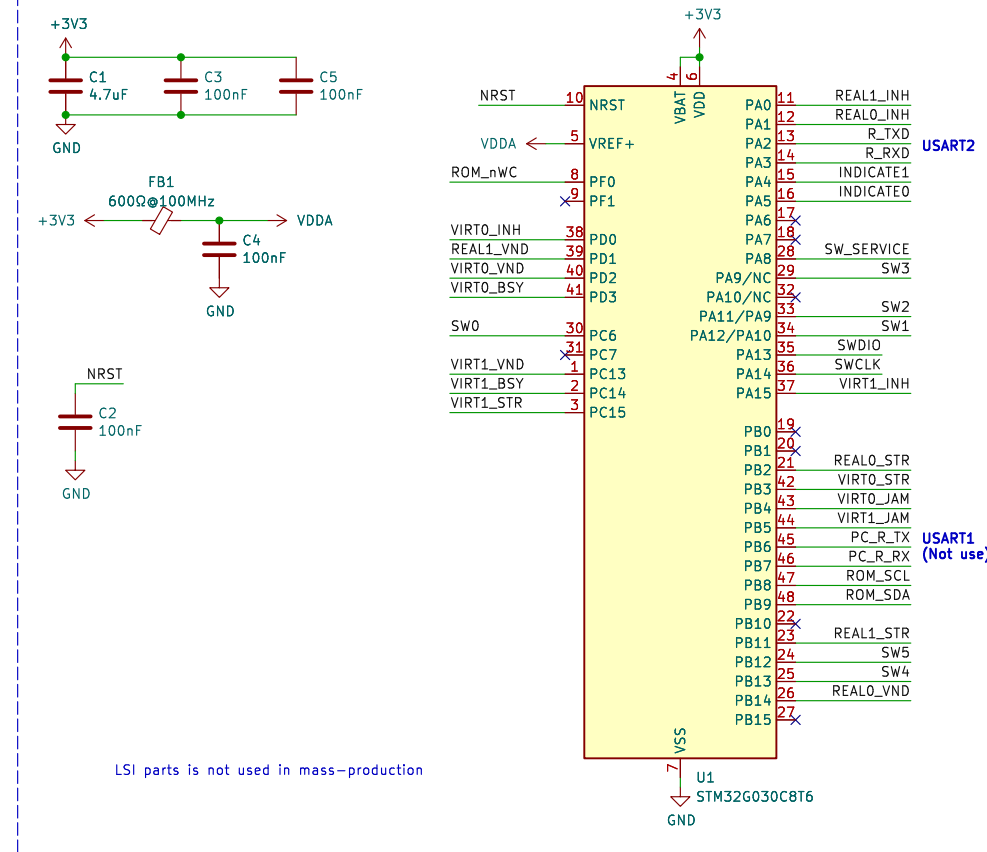 +3V3
C1
4.7uF
C3
100nF
C5
100nF
GND
FB1
600Ω@100MHz
+3V3
VDDA
C4
100nF
GND
NRST
C2
100nF
GND
LSI parts is not used in mass-production
+3V3
4
6
VBAT
VDD
NRST
10
NRST
VDDA
5
VREF+
ROM_nWC
8
PF0
9
PF1
VIRT0_INH
38
PD0
REAL1_VND
39
PD1
VIRT0_VND
40
PD2
VIRT0_BSY
41
PD3
SW0
30
PC6
31
PC7
VIRT1_VND
1
PC13
VIRT1_BSY
2
PC14
VIRT1_STR
3
PC15
PA0
11
REAL1_INH
PA1
12
REAL0_INH
PA2
13
R_TXD
PA3
14
R_RXD
USART2
PA4
15
INDICATE1
PA5
16
INDICATE0
PA6
17
PA7
18
PA8
28
SW_SERVICE
PA9/NC
29
SW3
PA10/NC
32
PA11/PA9
33
SW2
PA12/PA10
34
SW1
PA13
35
SWDIO
PA14
36
SWCLK
PA15
37
VIRT1_INH
PB0
19
PB1
20
PB2
21
REAL0_STR
PB3
42
VIRT0_STR
PB4
43
VIRT0_JAM
PB5
44
VIRT1_JAM
PB6
45
PC_R_TX
PB7
46
PC_R_RX
USART1
(Not use)
PB8
47
ROM_SCL
PB9
48
ROM_SDA
PB10
22
PB11
23
REAL1_STR
PB12
24
SW5
PB13
25
SW4
PB14
26
REAL0_VND
PB15
27
VSS
7
GND
U1
STM32G030C8T6